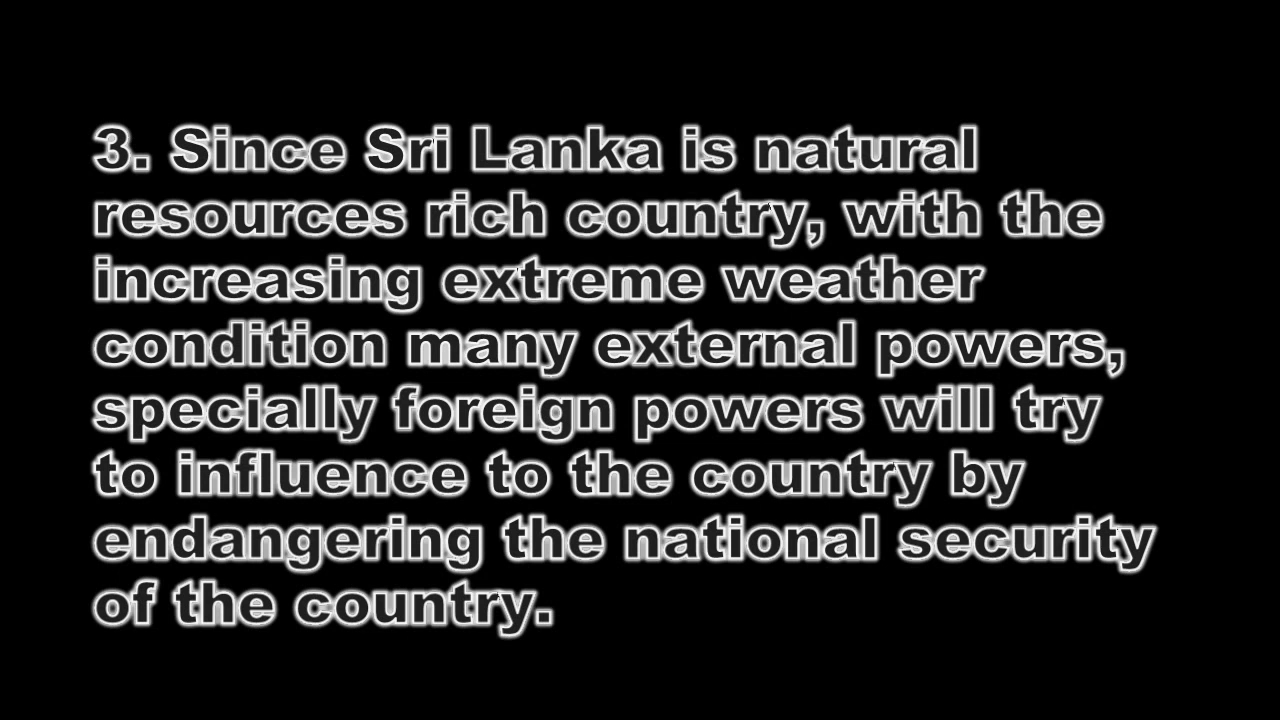 3. Since Sri Lanka is natural
resources rich country, with the
increasing extreme weather
condition many external powers,
specially foreign powers will try
to influence to the country by
endangering the national security
of the country.